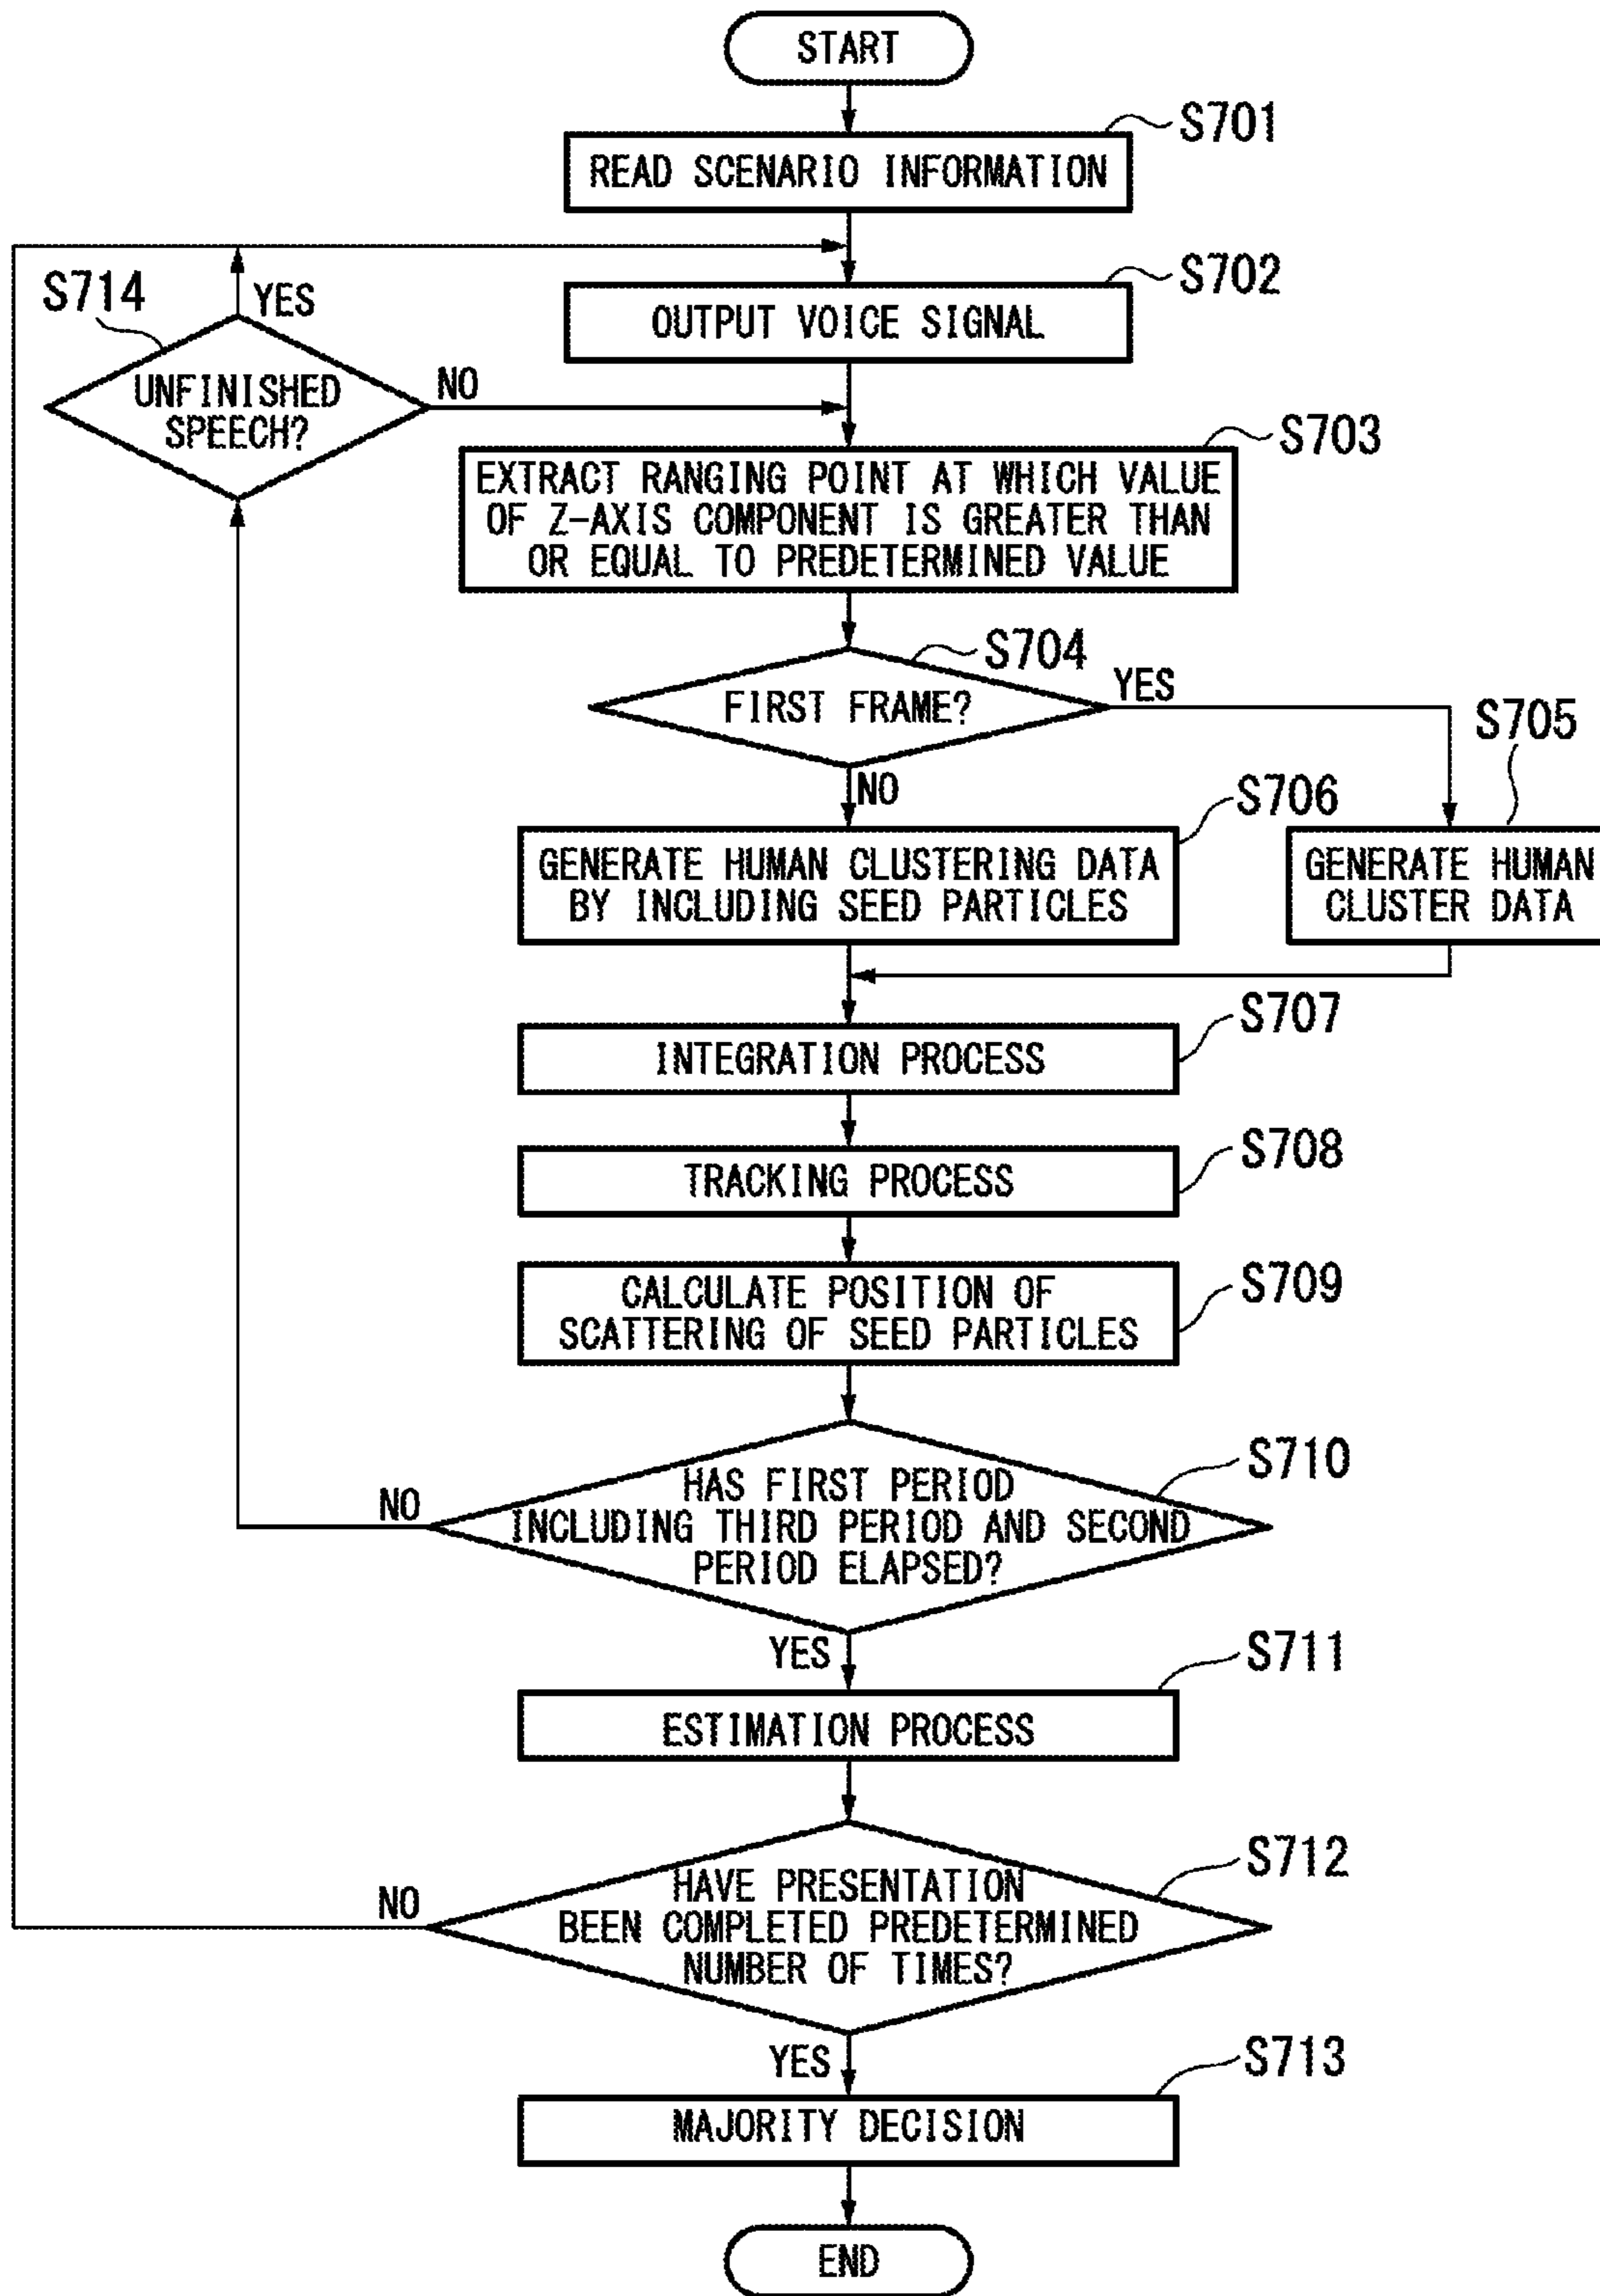 START
S701
READ SCENARIO INFORMATION
S702
OUTPUT VOICE SIGNAL
S714
YES
UNFINISHED
SPEECH?
NO
S703
EXTRACT RANGING POINT AT WHICH VALUE
OF Z-AXIS COMPONENT IS GREATER THAN
OR EQUAL TO PREDETERMINED VALUE
S704
FIRST FRAME?
YES
NO
S705
GENERATE HUMAN
CLUSTER DATA
S706
GENERATE HUMAN CLUSTERING DATA
BY INCLUDING SEED PARTICLES
S707
INTEGRATION PROCESS
S708
TRACKING PROCESS
S709
CALCULATE POSITION OF
SCATTERING OF SEED PARTICLES
S710
HAS FIRST PERIOD
INCLUDING THIRD PERIOD AND SECOND
PERIOD ELAPSED?
NO
YES
S711
ESTIMATION PROCESS
S712
HAVE PRESENTATION
BEEN COMPLETED PREDETERMINED
NUMBER OF TIMES?
NO
YES
S713
MAJORITY DECISION
END